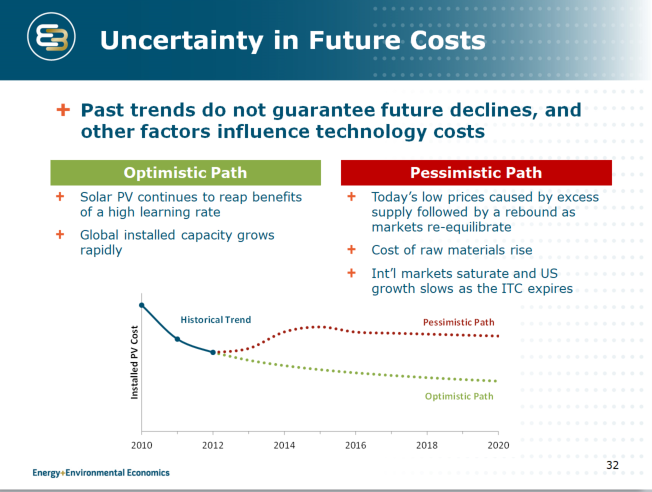 Uncertainty in Future Costs
+ Past trends do not guarantee future declines, and
other factors influence technology costs
Optimistic Path
+ Solar PV continues to reap benefits
of a high learning rate
+ Global installed capacity grows
rapidly
Pessimistic Path
+ Today's low prices caused by excess
supply followed by a rebound as
markets re-equilibrate
+ Cost of raw materials rise
+ Int'l markets saturate and US
growth slows as the ITC expires
Installed PV Cost
Historical Trend
Pessimistic Path
Optimistic Path
2010 2012 2014 2016 2018 2020
Energy+Environmental Economics
32